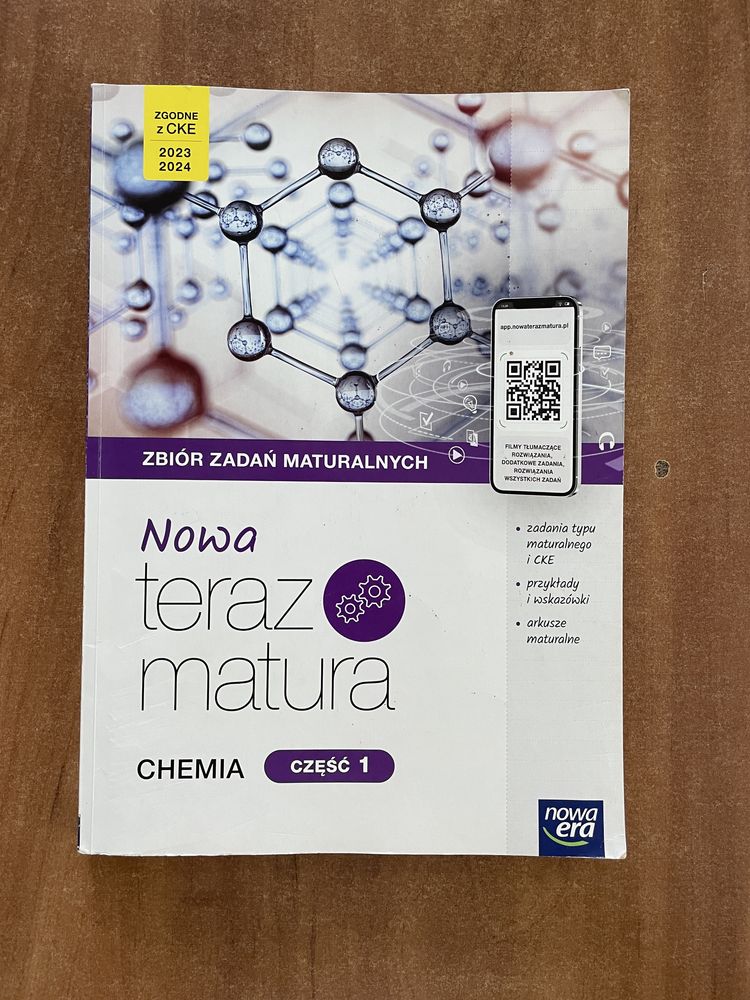 ZGODNE
z CKE
2023
2024
app.nowaterazmatura.pl
FILMY TŁUMACZĄCE
ROZWIĄZANIA,
DODATKOWE ZADANIA,
ROZWIĄZANIA
WSZYSTKICH ZADAŃ
ZBIÓR ZADAŃ MATURALNYCH
Nowa
teraz
matura
• zadania typu
maturalnego
i CKE
• przykłady
i wskazówki
• arkusze
maturalne
CHEMIA CZĘŚĆ 1
nowa
era